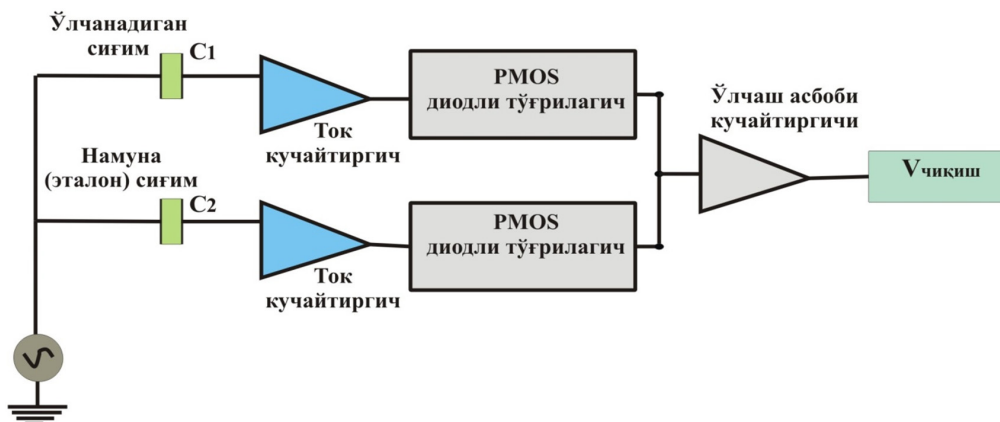 Ўлчанадиган
сиғим
C1
Ток
кучайтиргич
PMOS
диодли тўғрилагич
Намуна
(эталон) сиғим
C2
Ток
кучайтиргич
PMOS
диодли тўғрилагич
Ўлчаш асбоби
кучайтиргичи
Vчиқиш